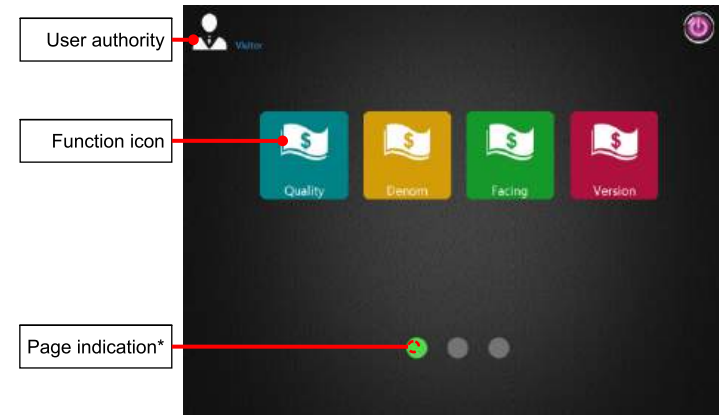 User authority
Visitor
Function icon
$ $ $ $
Quality Denom Facing Version
Page indication*